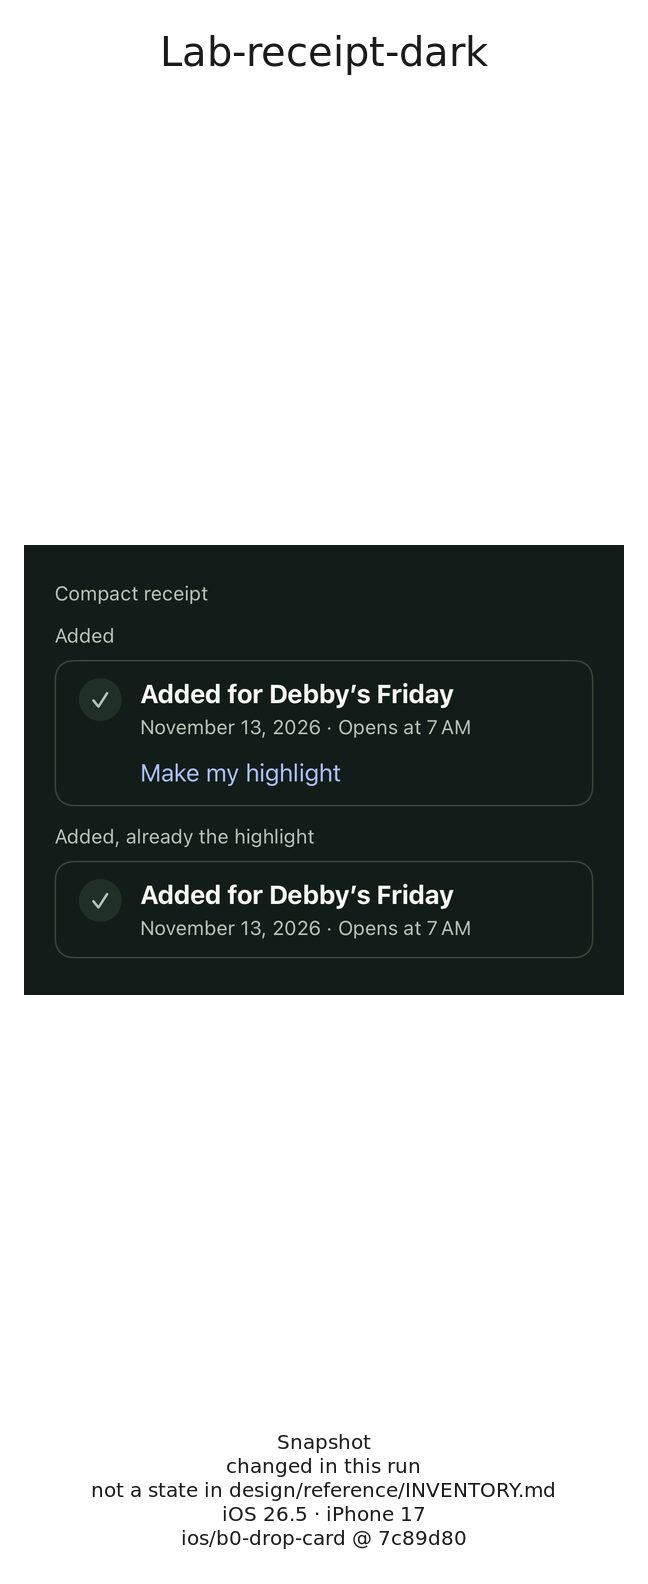 Lab-receipt-dark
Compact receipt
Added
Added for Debby’s Friday
November 13, 2026 · Opens at 7 AM
Make my highlight
Added, already the highlight
Added for Debby’s Friday
November 13, 2026 · Opens at 7 AM
Snapshot
changed in this run
not a state in design/reference/INVENTORY.md
iOS 26.5 · iPhone 17
ios/b0-drop-card @ 7c89d80